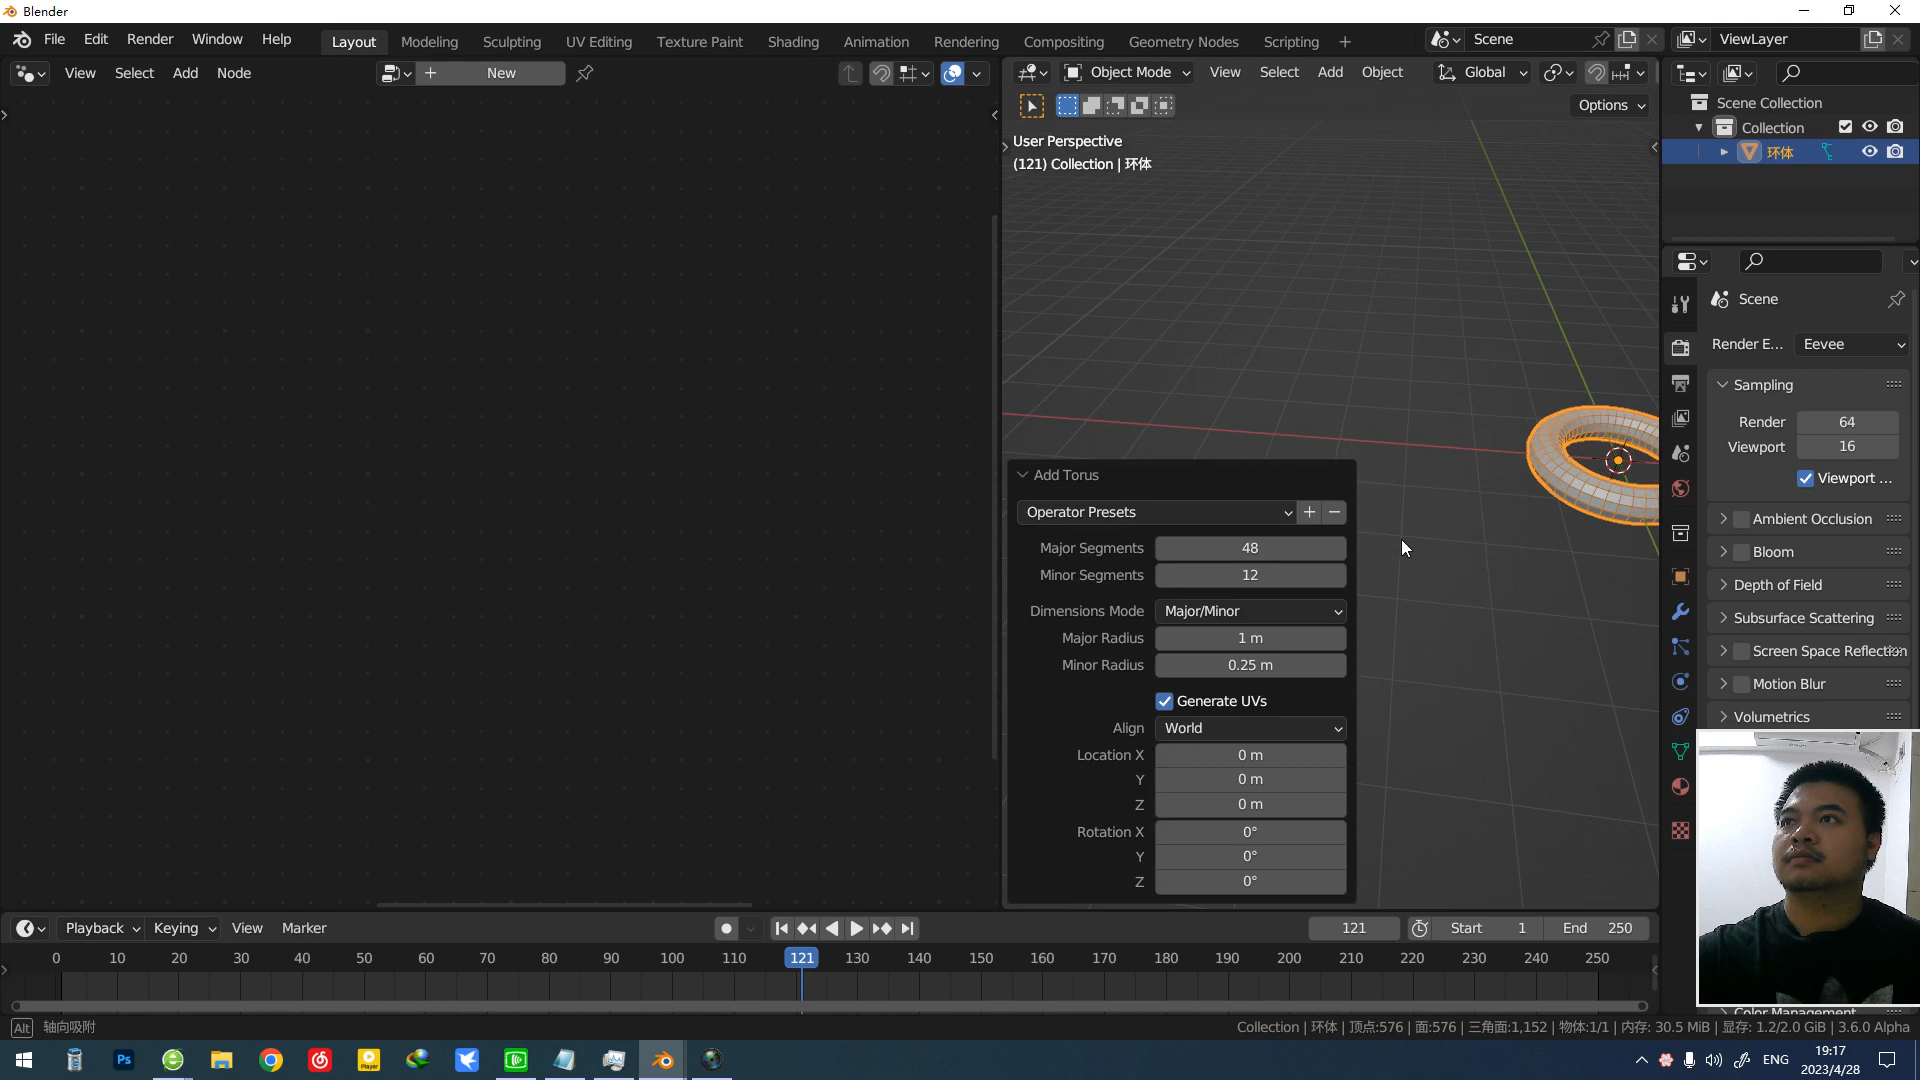 Blender
File Edit Render Window Help Layout Modeling Sculpting UV Editing Texture Paint Shading Animation Rendering Compositing Geometry Nodes Scripting + Scene ViewLayer
View Select Add Node + New Object Mode View Select Add Object Global
Options
User Perspective
(121) Collection | 环体
Scene Collection
Collection
环体
Scene
Render E... Eevee
Sampling
Render 64
Viewport 16
Viewport ...
Ambient Occlusion
Bloom
Depth of Field
Subsurface Scattering
Screen Space Reflection
Motion Blur
Volumetrics
Color Management
Add Torus
Operator Presets + −
Major Segments 48
Minor Segments 12
Dimensions Mode Major/Minor
Major Radius 1 m
Minor Radius 0.25 m
Generate UVs
Align World
Location X 0 m
Y 0 m
Z 0 m
Rotation X 0°
Y 0°
Z 0°
Playback Keying View Marker 121 Start 1 End 250
0 10 20 30 40 50 60 70 80 90 100 110 121 130 140 150 160 170 180 190 200 210 220 230 240 250
Alt 轴向吸附
Collection | 环体 | 顶点:576 | 面:576 | 三角面:1,152 | 物体:1/1 | 内存: 30.5 MiB | 显存: 1.2/2.0 GiB | 3.6.0 Alpha
Ps Player ENG 19:17
2023/4/28